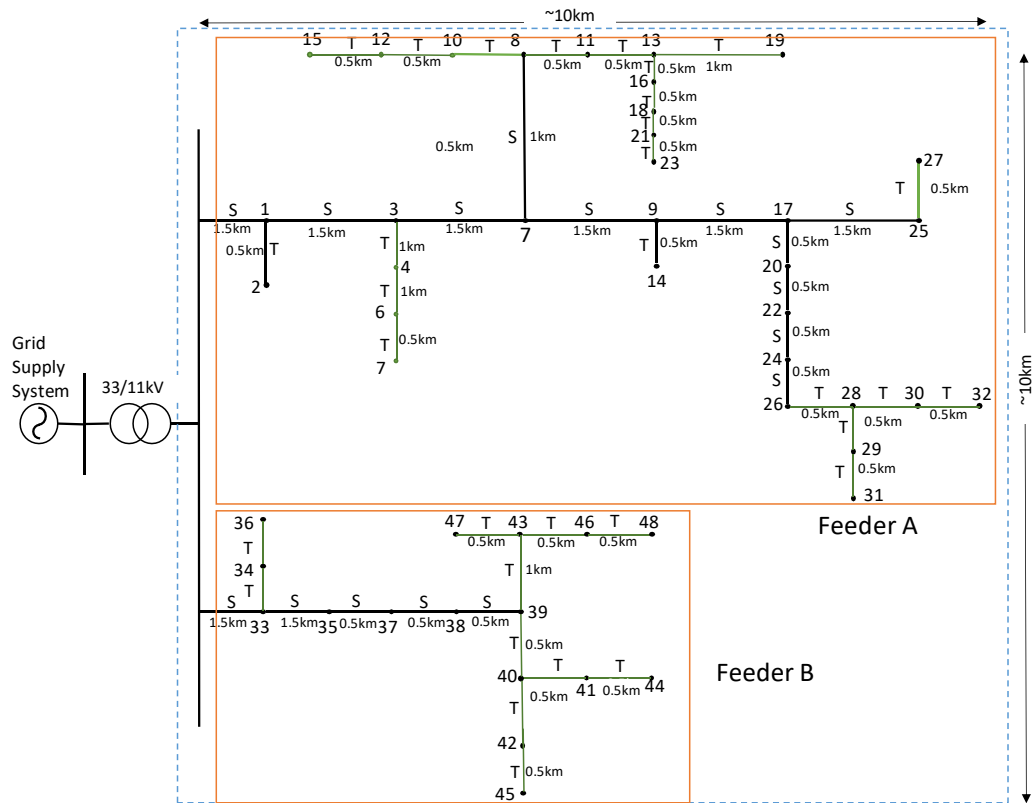 ~10km
15 T 12 T 10 T 8 T 11 T 13 T 19
0.5km 0.5km 0.5km 0.5km 1km
T 0.5km
16
T 0.5km
18
T 0.5km
21
T 0.5km
23
0.5km
S 1km
27
T 0.5km
S 1 S 3 S S 9 S 17 S
1.5km 1.5km 1.5km 7 1.5km 1.5km 1.5km 25
0.5km T
2
T 1km
4
T 1km
6
T 0.5km
7
T 0.5km
14
S 0.5km
20
S 0.5km
22
S 0.5km
24
S 0.5km
26 T 28 T 30 T 32
0.5km 0.5km 0.5km
T
29
T 0.5km
31
Feeder A
~10km
Grid
Supply
System
33/11kV
36
T
34
T
47 T 43 T 46 T 48
0.5km 0.5km 0.5km
T 1km
S S S S S 39
1.5km 33 1.5km 35 0.5km 37 0.5km 38 0.5km
T 0.5km
40 T T
0.5km 41 0.5km 44
T
42
T 0.5km
45
Feeder B